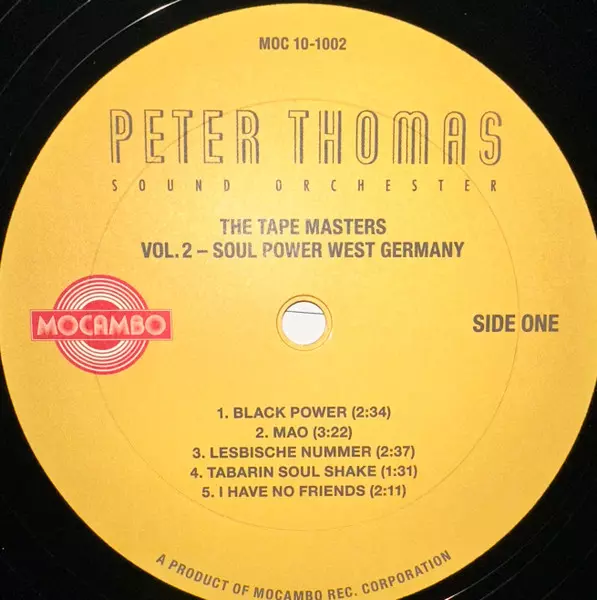 MOC 10-1002
PETER THOMAS
SOUND ORCHESTER
THE TAPE MASTERS
VOL. 2 – SOUL POWER WEST GERMANY
MOCAMBO
SIDE ONE
1. BLACK POWER (2:34)
2. MAO (3:22)
3. LESBISCHE NUMMER (2:37)
4. TABARIN SOUL SHAKE (1:31)
5. I HAVE NO FRIENDS (2:11)
A PRODUCT OF MOCAMBO REC. CORPORATION